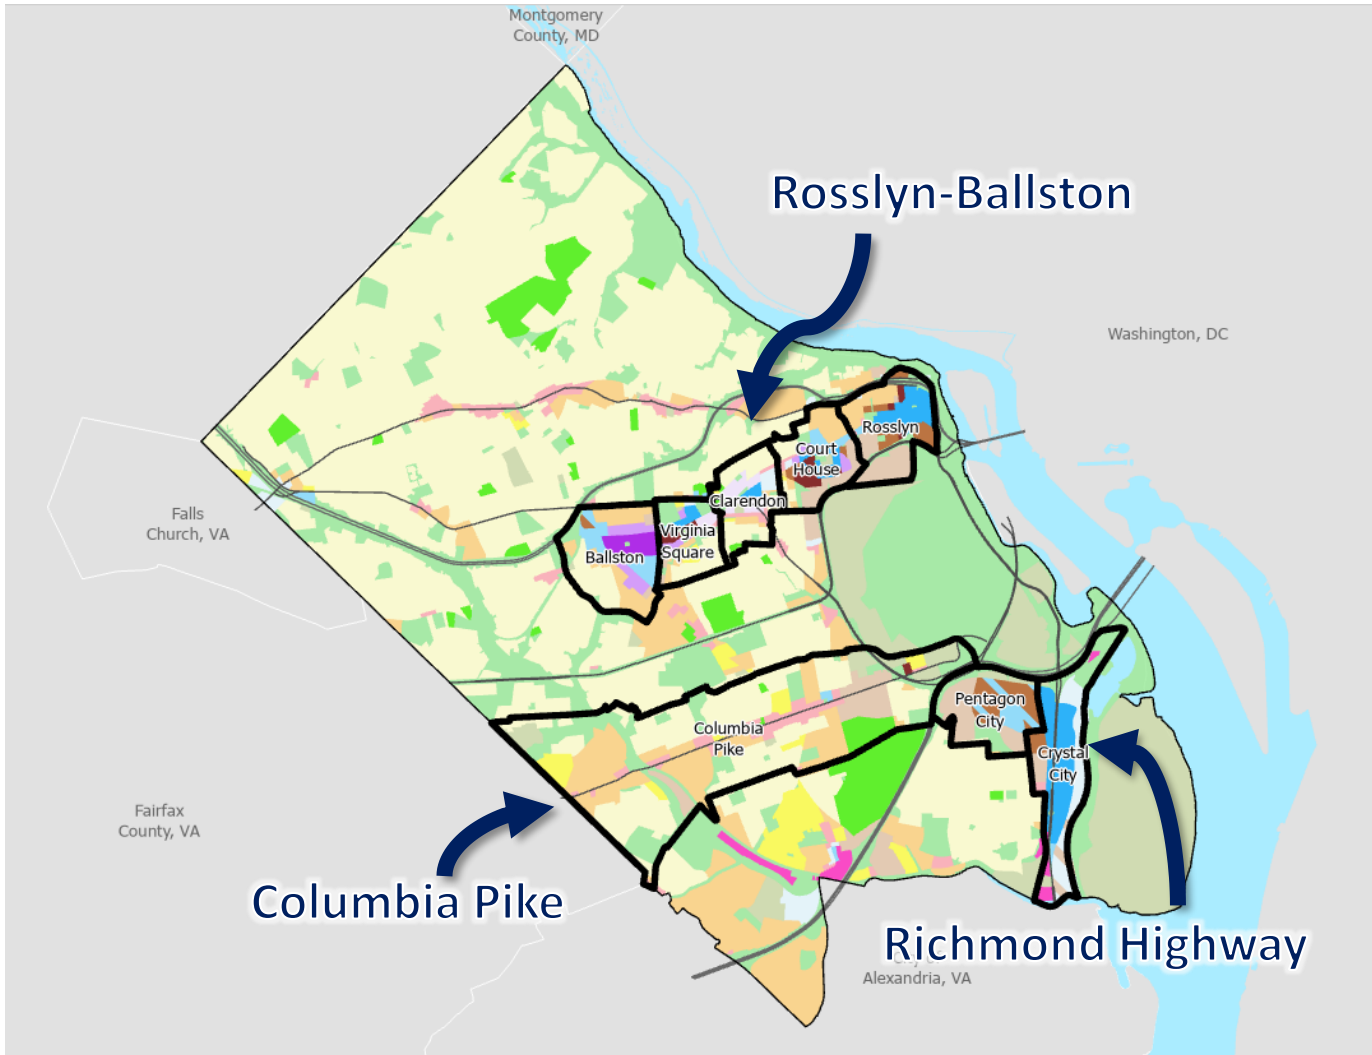 Montgomery
County, MD
Rosslyn-Ballston
Washington, DC
Rosslyn
Court
House
Clarendon
Falls
Church, VA
Virginia
Square
Ballston
Pentagon
City
Columbia
Pike
Crystal
City
Fairfax
County, VA
Columbia Pike
Richmond Highway
Alexandria, VA